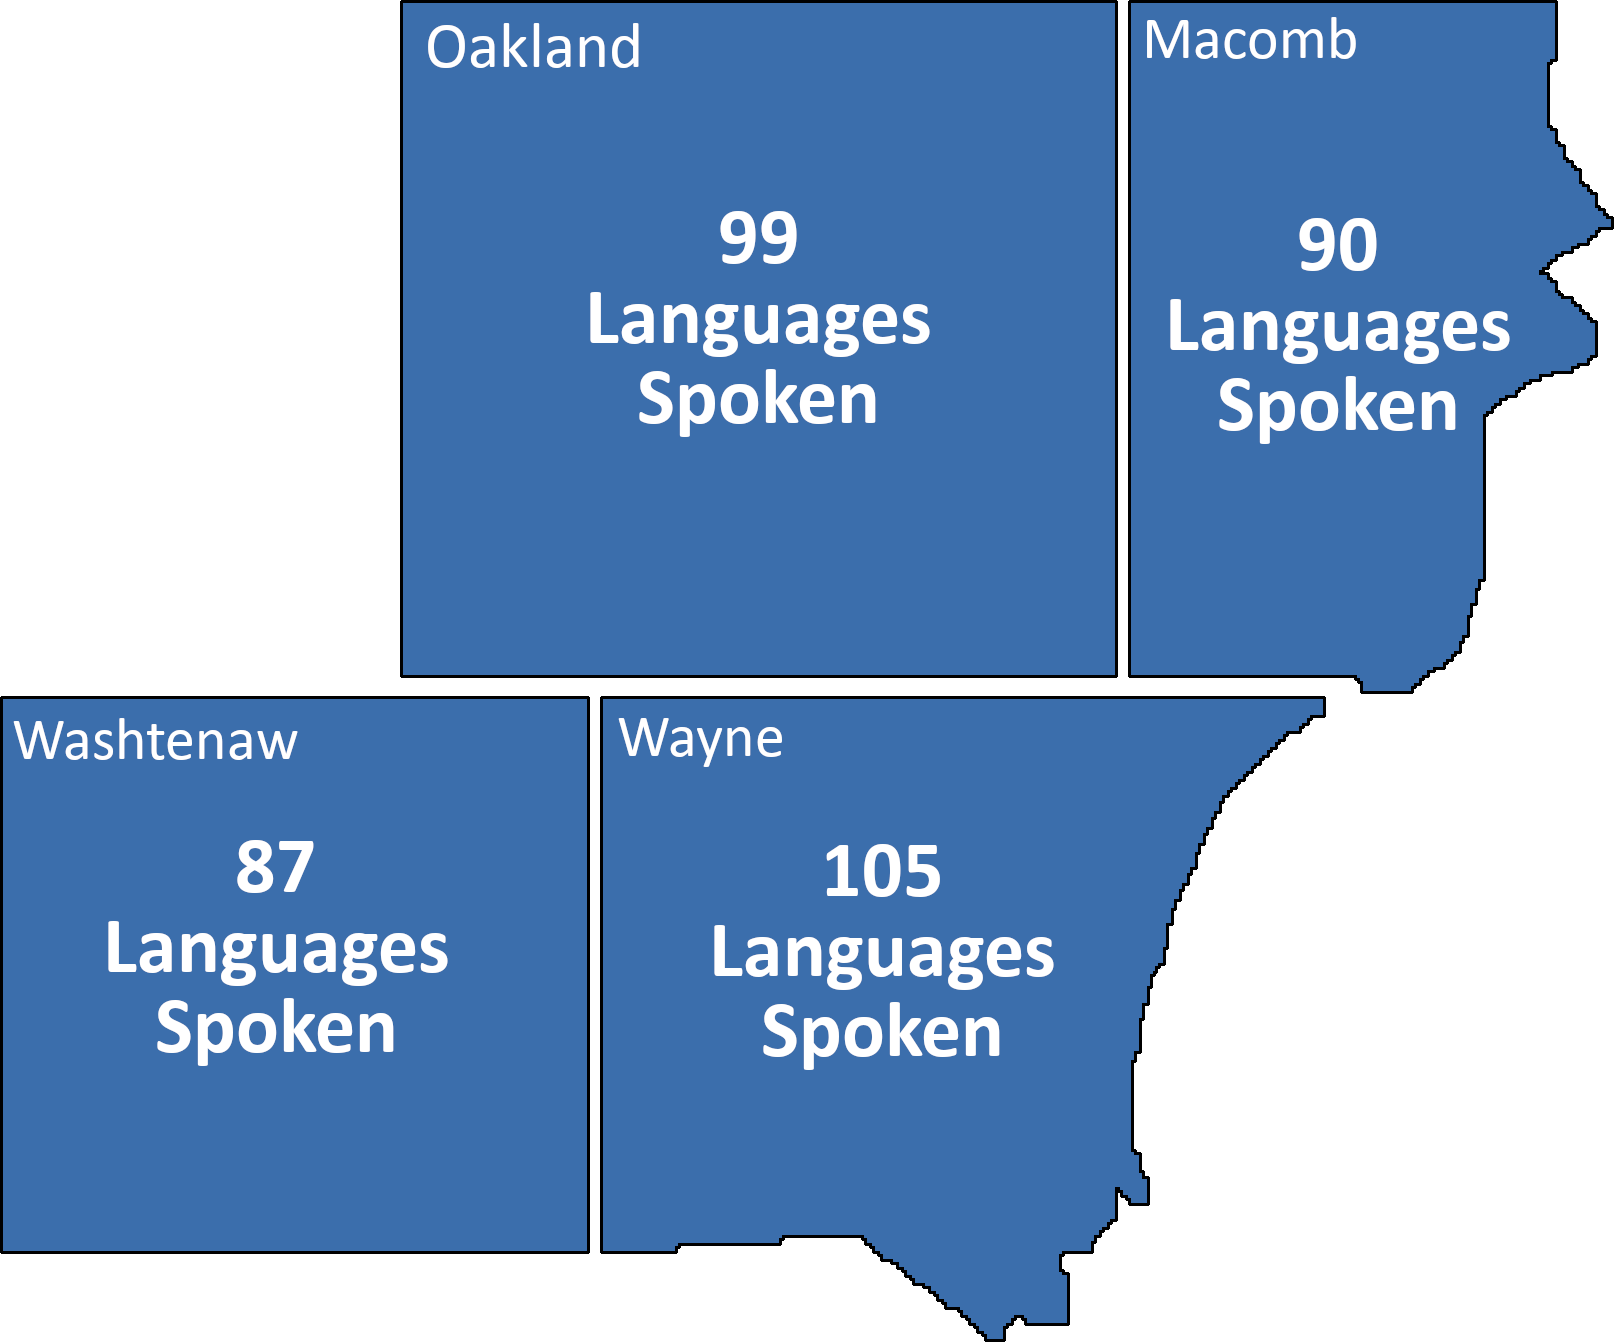 Oakland
99
Languages
Spoken
Macomb
90
Languages
Spoken
Washtenaw
87
Languages
Spoken
Wayne
105
Languages
Spoken